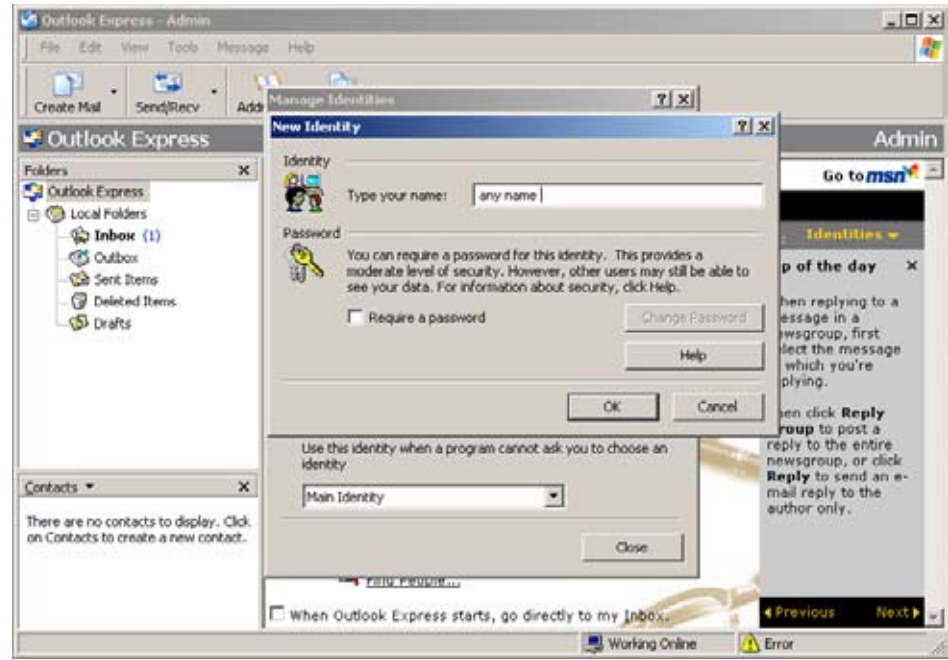 Outlook Express - Admin
File Edit View Tools Message Help
Create Mail Send/Recv Addr
Manage Identities
New Identity
Outlook Express Admin
Identity
Type your name: any name
Password
You can require a password for this identity. This provides a
moderate level of security. However, other users may still be able to
see your data. For information about security, click Help.
Require a password Change Password
Help
OK Cancel
Use this identity when a program cannot ask you to choose an
identity
Main Identity
Close
Folders
Outlook Express
Local Folders
Inbox (1)
Outbox
Sent Items
Deleted Items
Drafts
Contacts
There are no contacts to display. Click
on Contacts to create a new contact.
Find People...
When Outlook Express starts, go directly to my Inbox.
Go to msn
Identities
p of the day
hen replying to a
essage in a
wsgroup, first
lect the message
which you're
plying.
en click Reply
roup to post a
reply to the entire
newsgroup, or click
Reply to send an e-
mail reply to the
author only.
Previous Next
Working Online Error